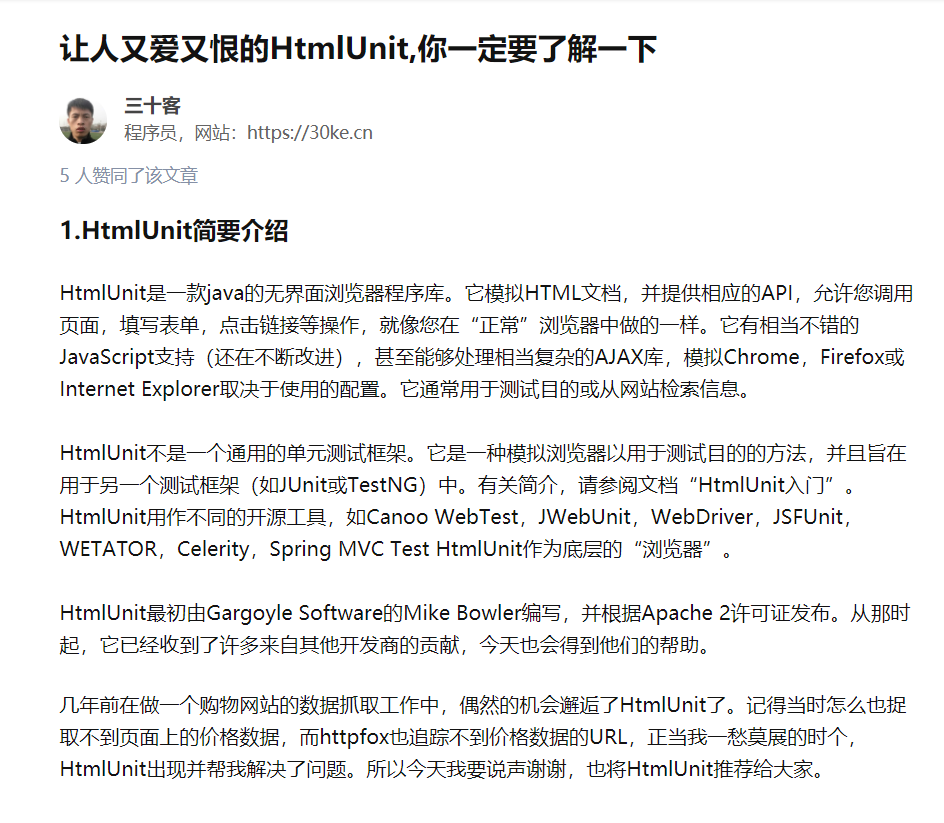 让人又爱又恨的HtmlUnit,你一定要了解一下
三十客
程序员，网站：https://30ke.cn
5 人赞同了该文章
1.HtmlUnit简要介绍
HtmlUnit是一款java的无界面浏览器程序库。它模拟HTML文档，并提供相应的API，允许您调用
页面，填写表单，点击链接等操作，就像您在“正常”浏览器中做的一样。它有相当不错的
JavaScript支持（还在不断改进），甚至能够处理相当复杂的AJAX库，模拟Chrome，Firefox或
Internet Explorer取决于使用的配置。它通常用于测试目的或从网站检索信息。
HtmlUnit不是一个通用的单元测试框架。它是一种模拟浏览器以用于测试目的的方法，并且旨在
用于另一个测试框架（如JUnit或TestNG）中。有关简介，请参阅文档“HtmlUnit入门”。
HtmlUnit用作不同的开源工具，如Canoo WebTest，JWebUnit，WebDriver，JSFUnit，
WETATOR，Celerity，Spring MVC Test HtmlUnit作为底层的“浏览器”。
HtmlUnit最初由Gargoyle Software的Mike Bowler编写，并根据Apache 2许可证发布。从那时
起，它已经收到了许多来自其他开发商的贡献，今天也会得到他们的帮助。
几年前在做一个购物网站的数据抓取工作中，偶然的机会邂逅了HtmlUnit了。记得当时怎么也捉
取不到页面上的价格数据，而httpfox也追踪不到价格数据的URL，正当我一愁莫展的时个，
HtmlUnit出现并帮我解决了问题。所以今天我要说声谢谢，也将HtmlUnit推荐给大家。